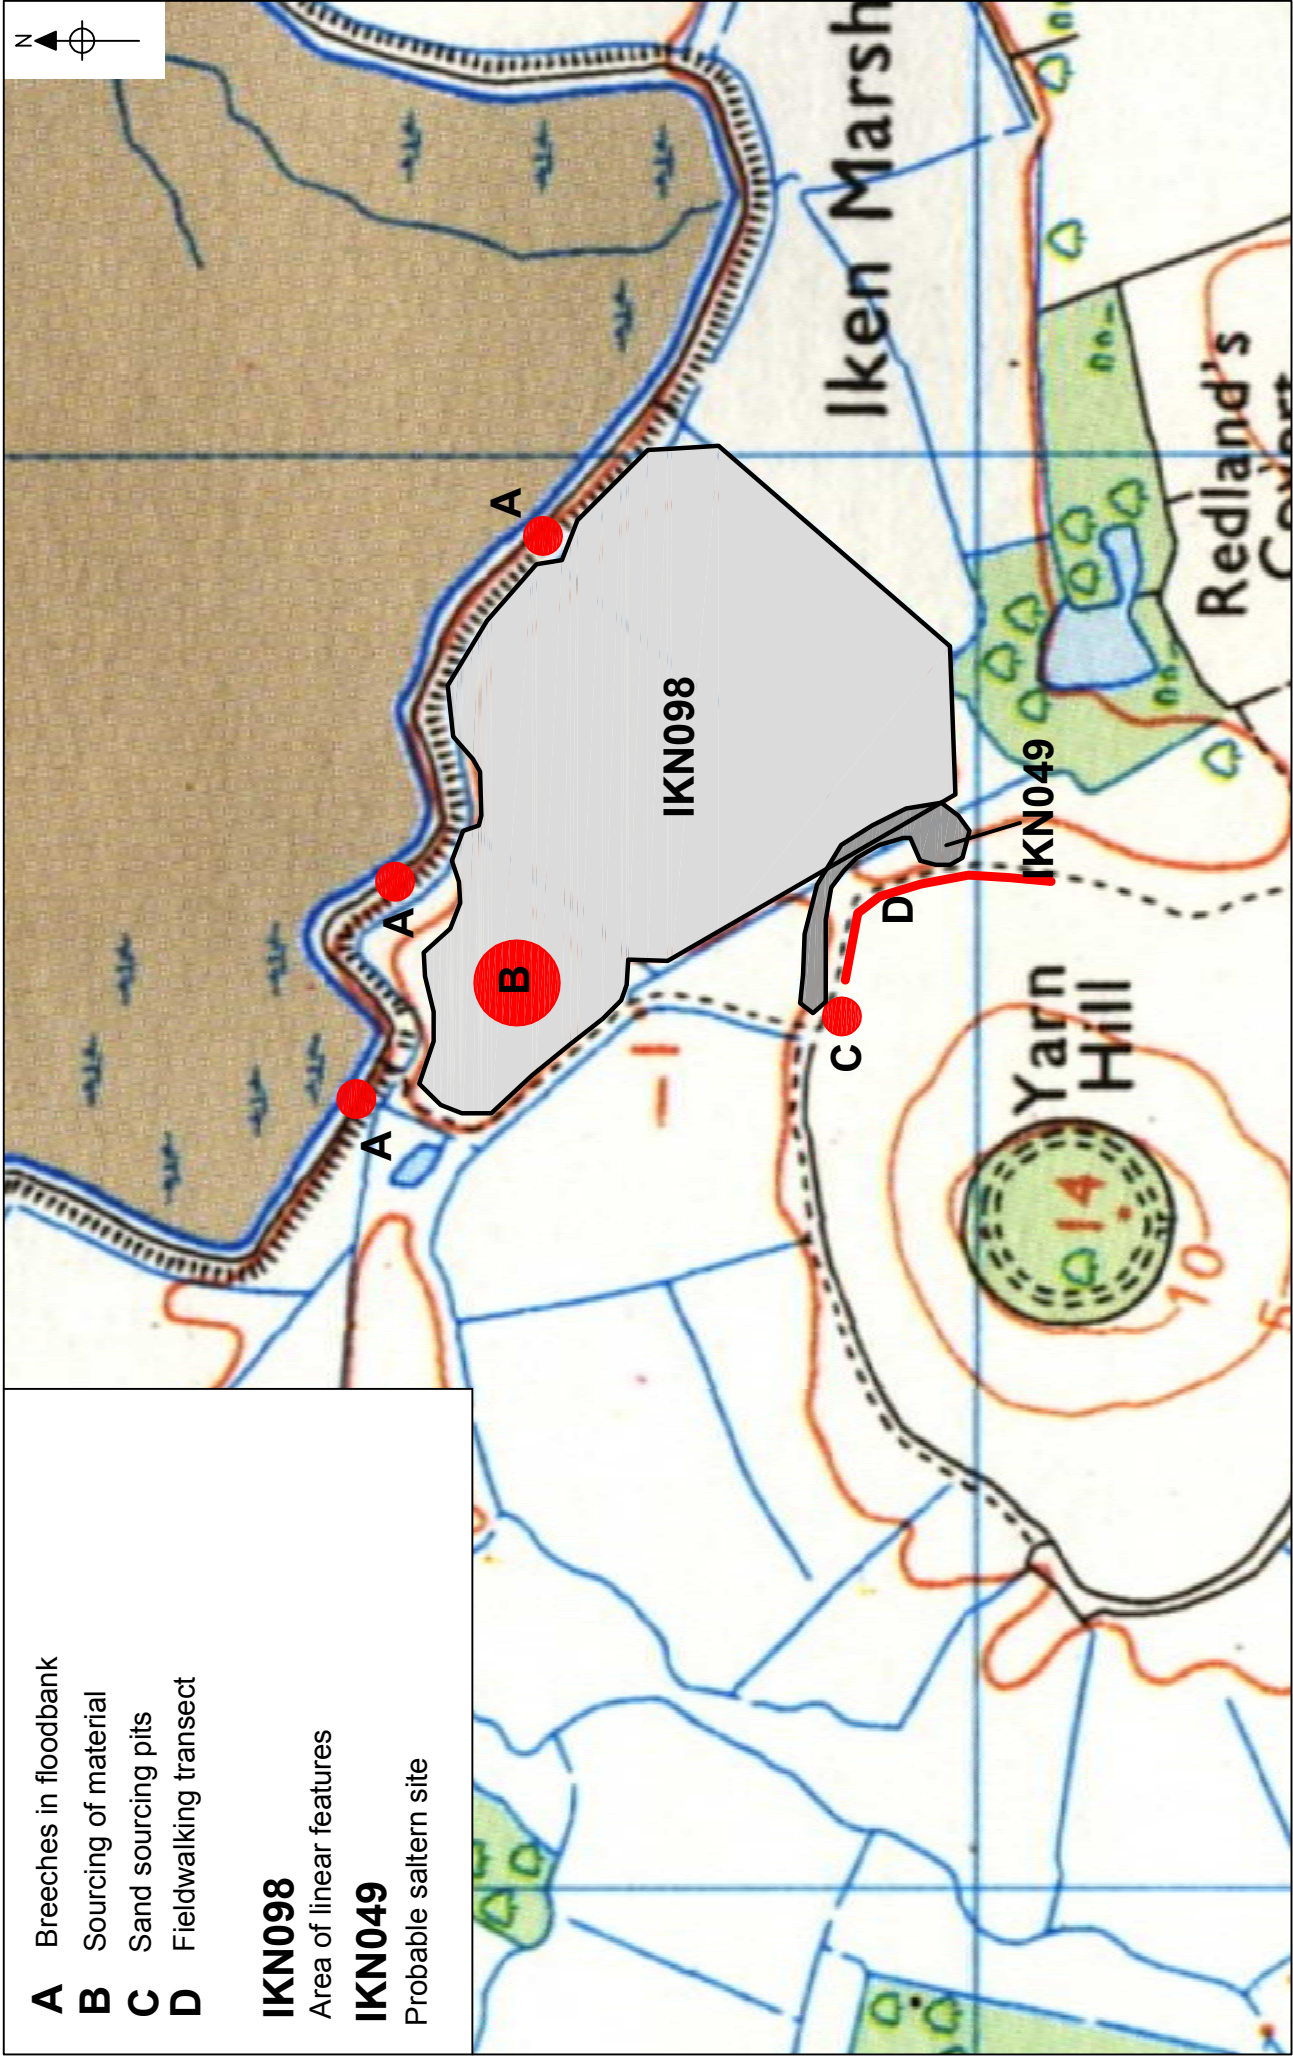 A Breeches in floodbank
B Sourcing of material
C Sand sourcing pits
D Fieldwalking transect
IKN098
Area of linear features
IKN049
Probable saltern site
N
A
A
A
B
IKN098
C
D
IKN049
Iken Marsh
Yarn
Hill
14
10
5
1
Redland's